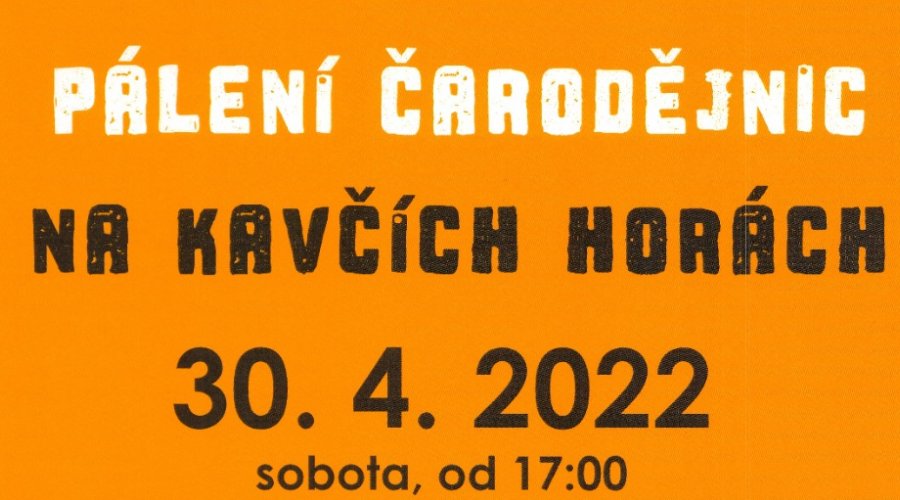 PÁLENÍ ČARODĚJNIC
NA KAVČÍCH HORÁCH
30. 4. 2022
sobota, od 17:00